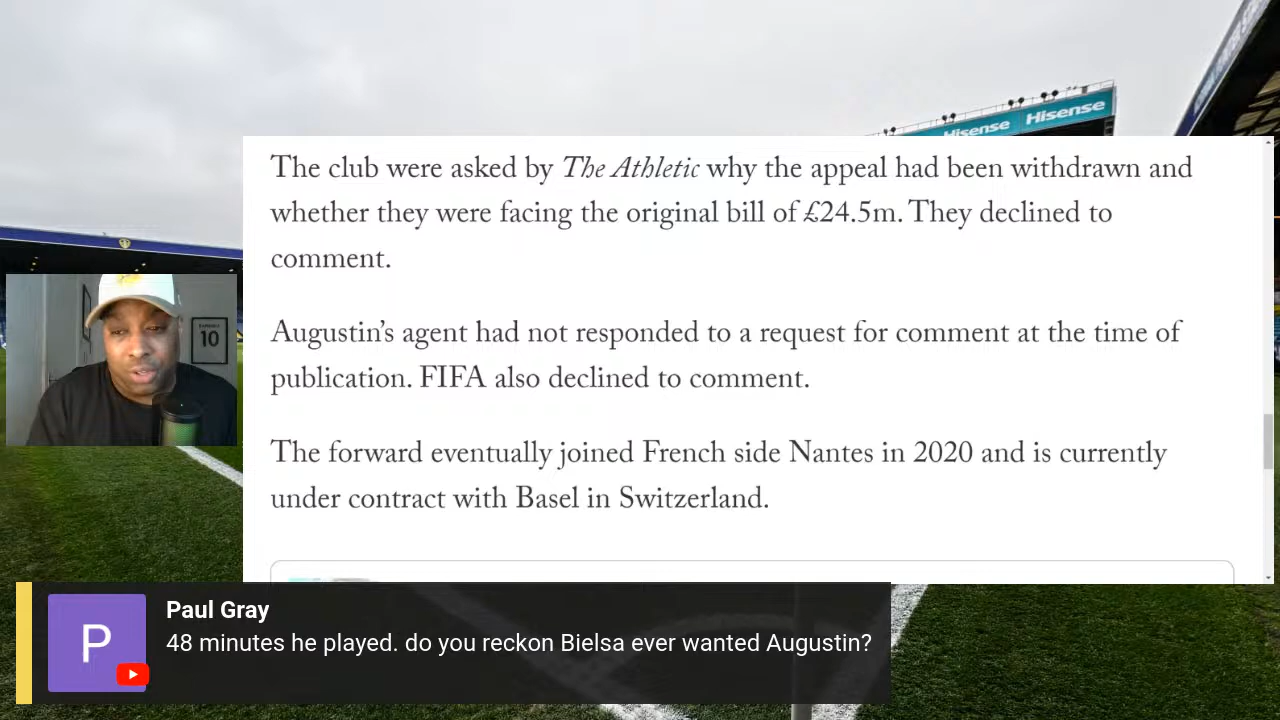 Hisense Hisense
The club were asked by The Athletic why the appeal had been withdrawn and
whether they were facing the original bill of £24.5m. They declined to
comment.
Augustin’s agent had not responded to a request for comment at the time of
publication. FIFA also declined to comment.
The forward eventually joined French side Nantes in 2020 and is currently
under contract with Basel in Switzerland.
10
P
Paul Gray
48 minutes he played. do you reckon Bielsa ever wanted Augustin?